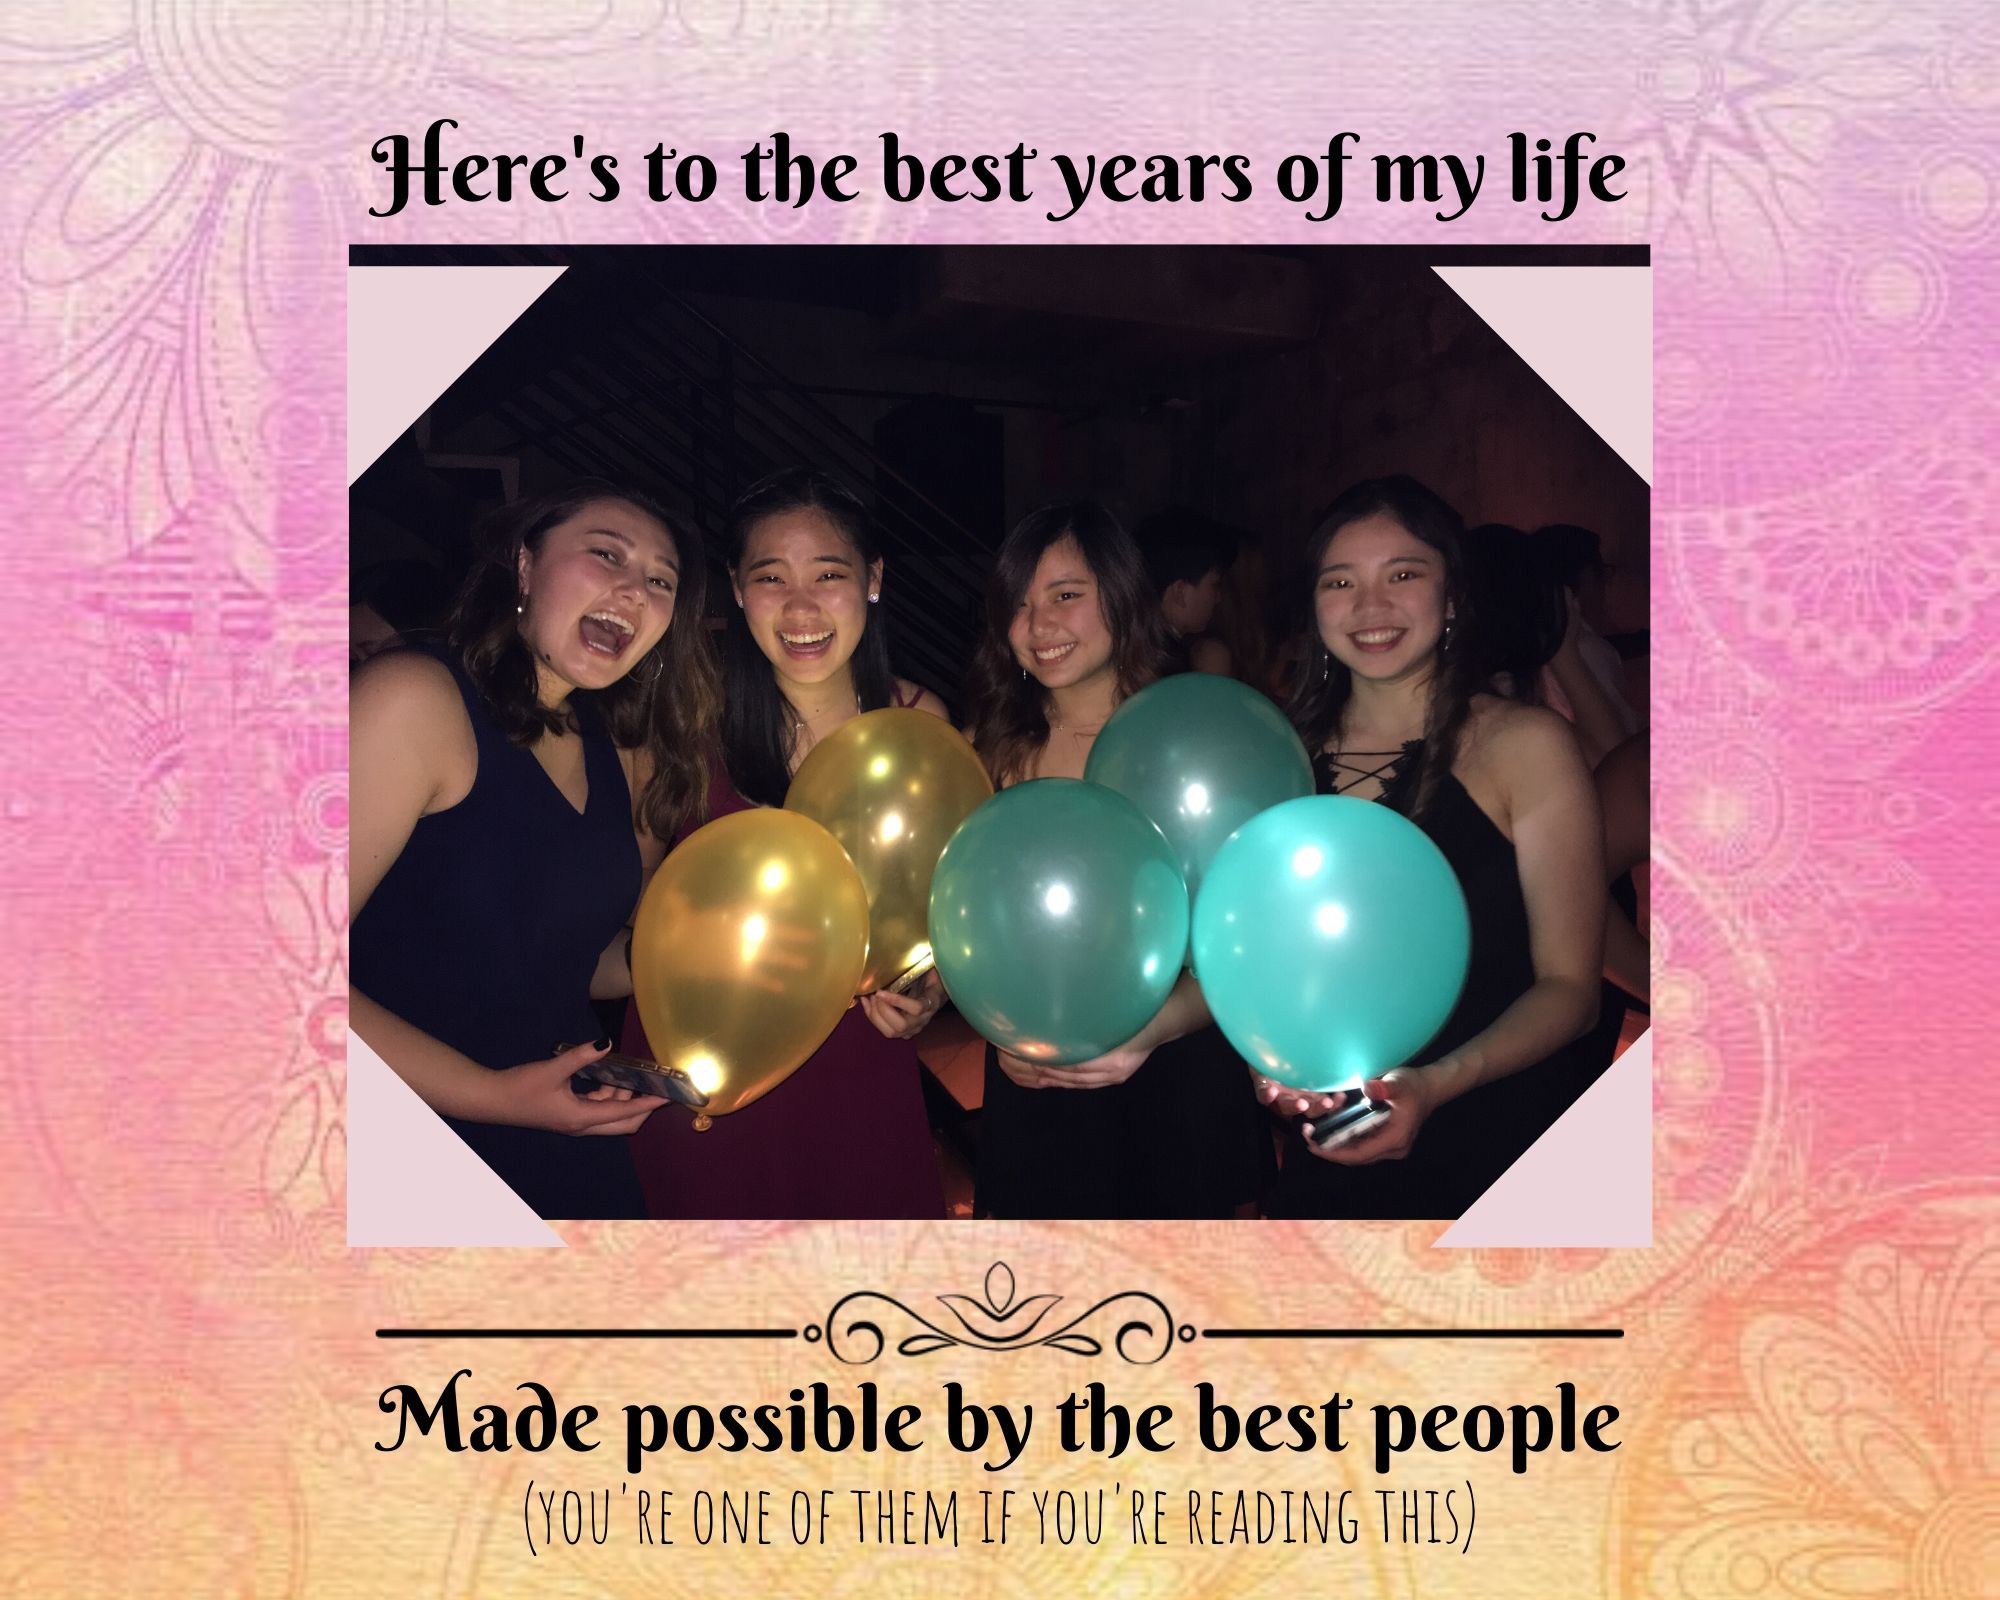 Here's to the best years of my life
Made possible by the best people
(YOU'RE ONE OF THEM IF YOU'RE READING THIS)